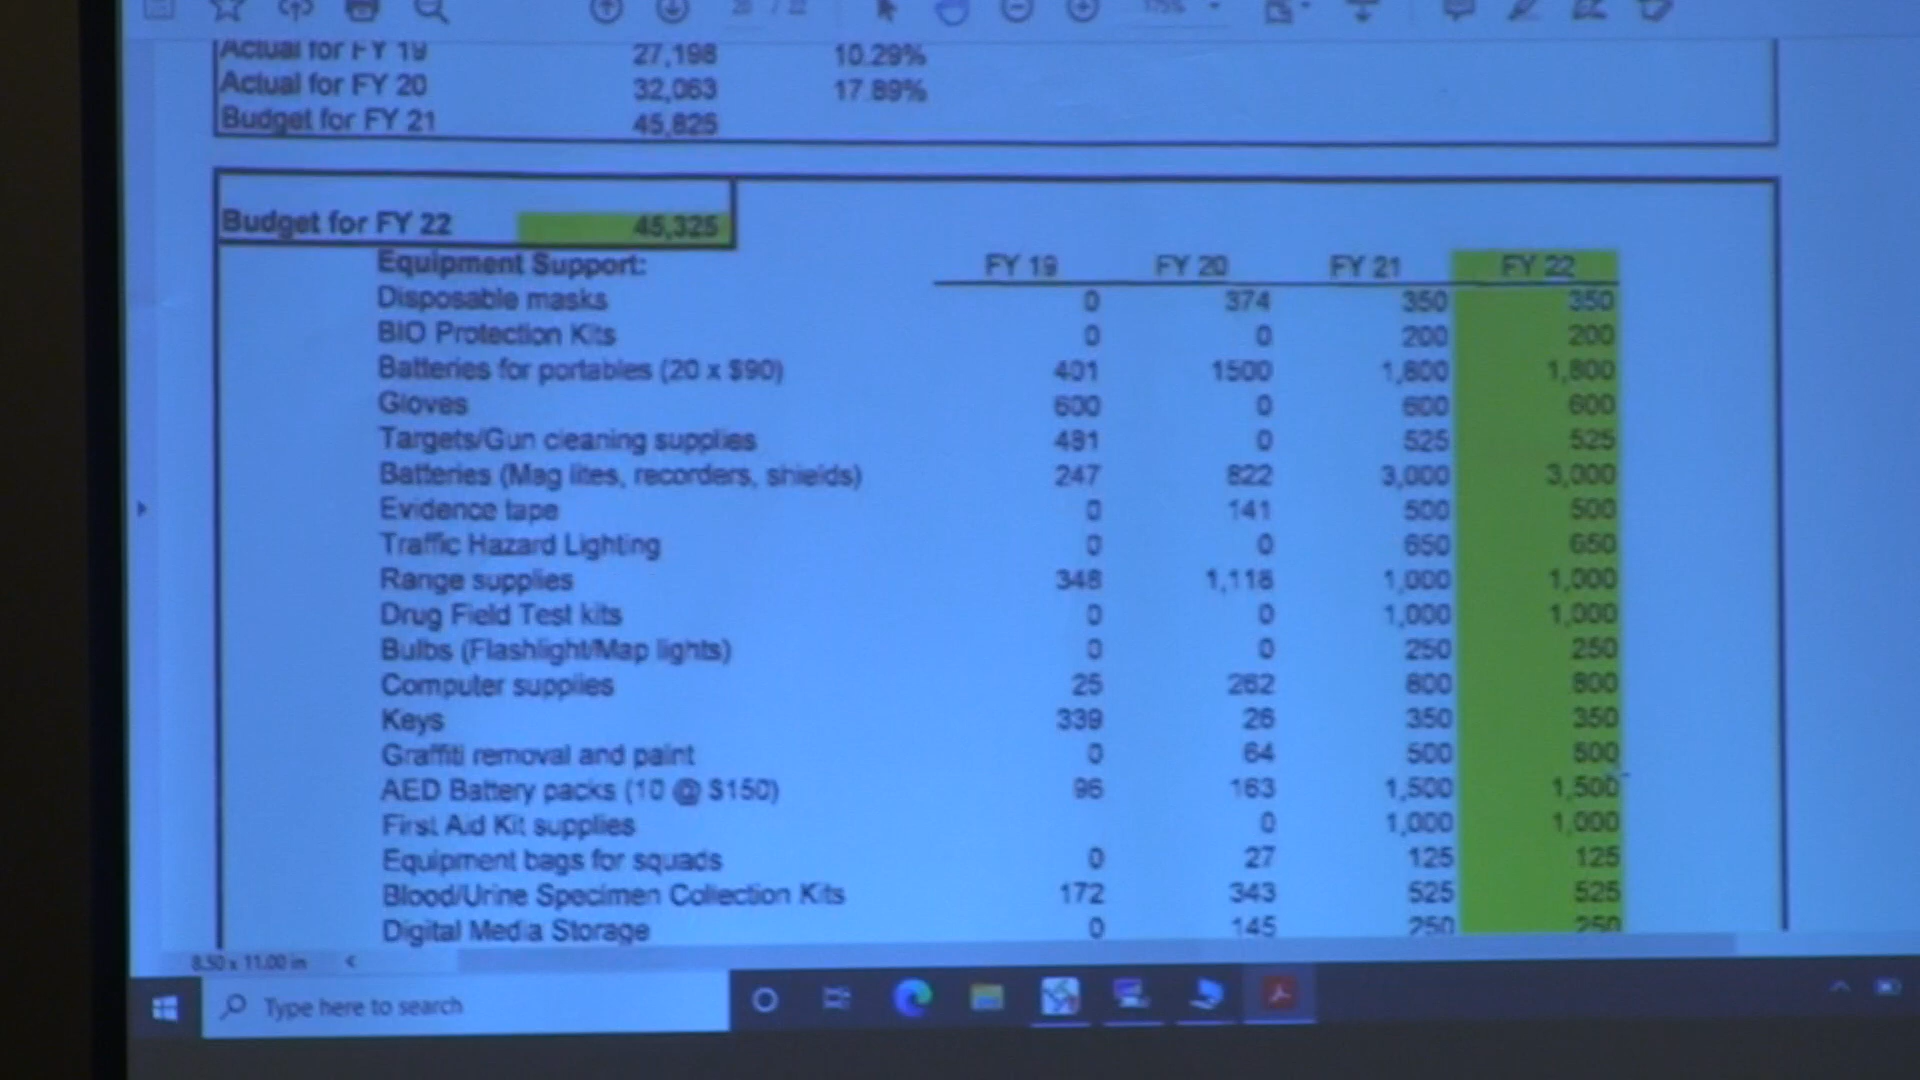 175%
Actual for FY 19 27,198 10.29%
Actual for FY 20 32,063 17.89%
Budget for FY 21 45,825
Budget for FY 22 45,325
Equipment Support: FY 19 FY 20 FY 21 FY 22
Disposable masks 0 374 350 350
BIO Protection Kits 0 0 200 200
Batteries for portables (20 x $90) 401 1500 1,800 1,800
Gloves 600 0 600 600
Targets/Gun cleaning supplies 491 0 525 525
Batteries (Mag lites, recorders, shields) 247 822 3,000 3,000
Evidence tape 0 141 500 500
Traffic Hazard Lighting 0 0 650 650
Range supplies 348 1,118 1,000 1,000
Drug Field Test kits 0 0 1,000 1,000
Bulbs (Flashlight/Map lights) 0 0 250 250
Computer supplies 25 262 800 800
Keys 339 26 350 350
Graffiti removal and paint 0 64 500
AED Battery packs (10 @ $150) 96 163 1,500 1,500
First Aid Kit supplies 0 1,000 1,000
Equipment bags for squads 0 27 125 125
Blood/Urine Specimen Collection Kits 172 343 525 525
Digital Media Storage 0 145 250 250
8.50 x 11.00 in
Type here to search